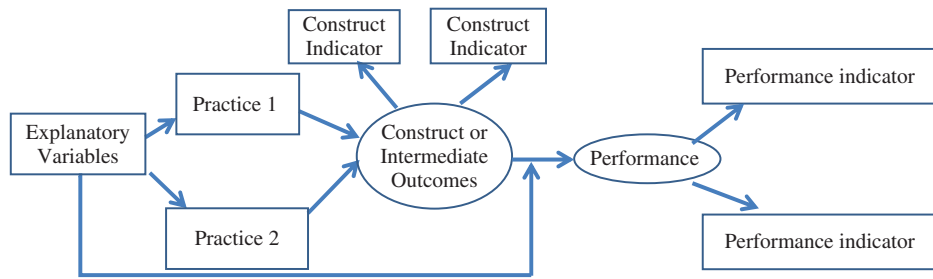 Construct
Indicator
Construct
Indicator
Performance indicator
Practice 1
Explanatory
Variables
Construct or
Intermediate
Outcomes
Performance
Practice 2
Performance indicator